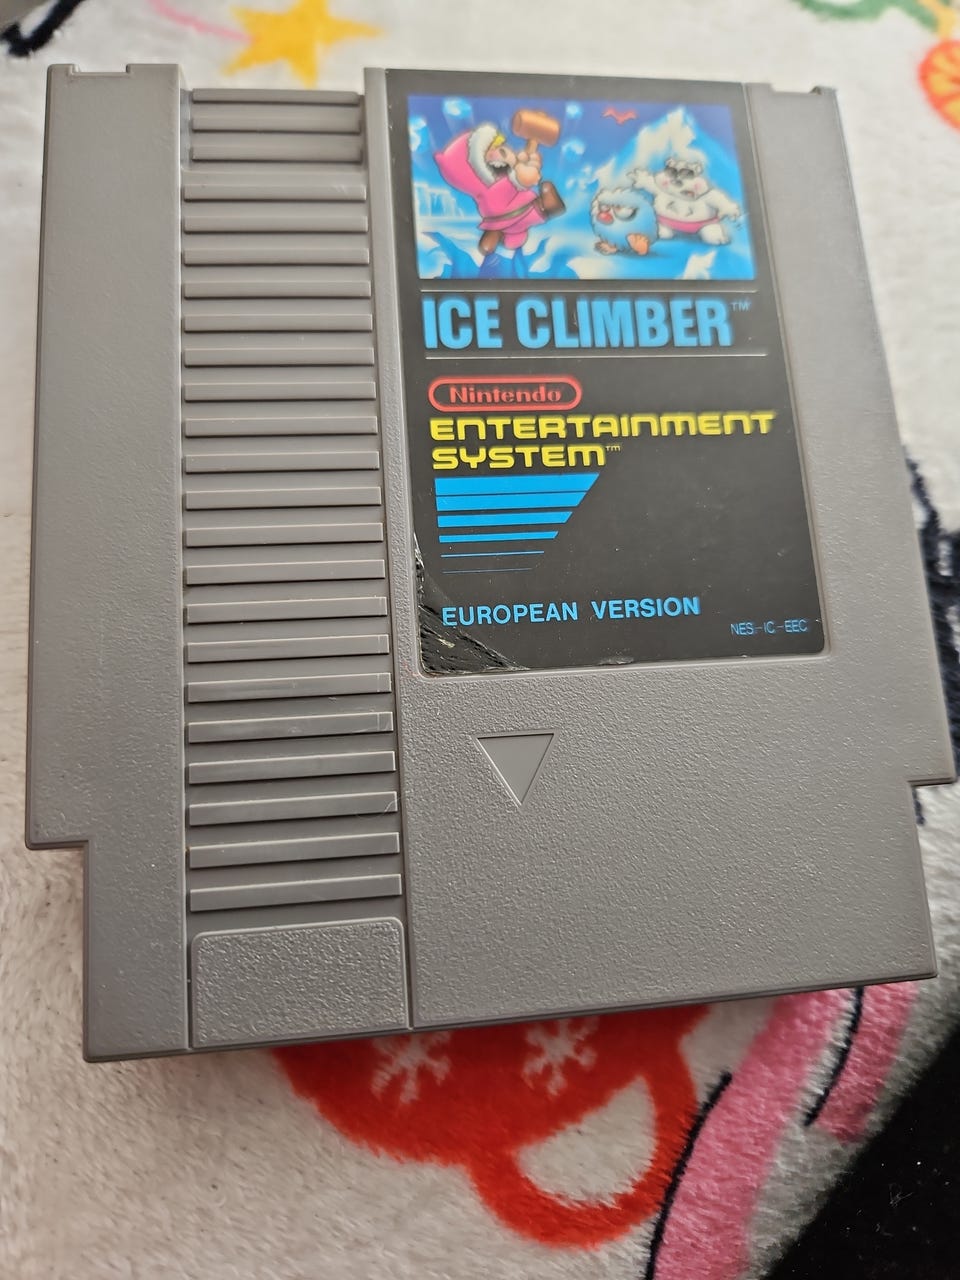 ICE CLIMBER™
Nintendo
ENTERTAINMENT
SYSTEM™
EUROPEAN VERSION
NES-IC-EEC